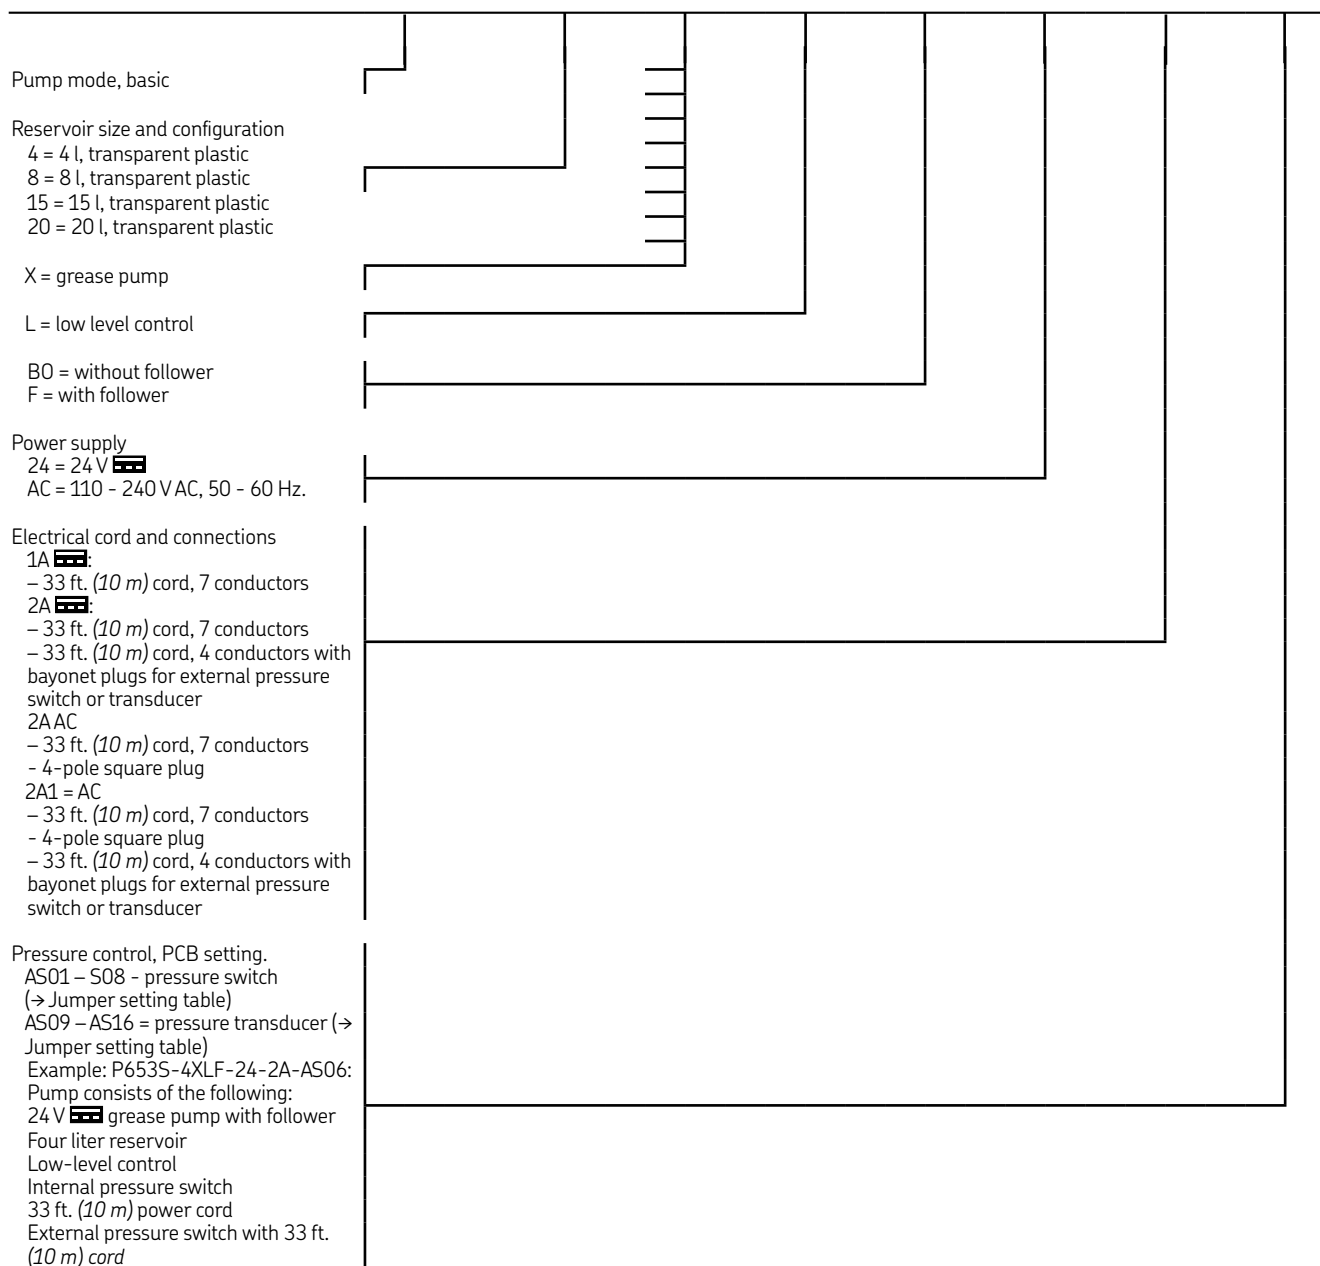 Pump mode, basic
Reservoir size and configuration
4 = 4 l, transparent plastic
8 = 8 l, transparent plastic
15 = 15 l, transparent plastic
20 = 20 l, transparent plastic
X = grease pump
L = low level control
BO = without follower
F = with follower
Power supply
24 = 24 V
AC = 110 - 240 V AC, 50 - 60 Hz.
Electrical cord and connections
1A :
– 33 ft. (10 m) cord, 7 conductors
2A :
– 33 ft. (10 m) cord, 7 conductors
– 33 ft. (10 m) cord, 4 conductors with
bayonet plugs for external pressure
switch or transducer
2A AC
– 33 ft. (10 m) cord, 7 conductors
- 4-pole square plug
2A1 = AC
– 33 ft. (10 m) cord, 7 conductors
- 4-pole square plug
– 33 ft. (10 m) cord, 4 conductors with
bayonet plugs for external pressure
switch or transducer
Pressure control, PCB setting.
AS01 – S08 - pressure switch
(→ Jumper setting table)
AS09 – AS16 = pressure transducer (→
Jumper setting table)
Example: P653S-4XLF-24-2A-AS06:
Pump consists of the following:
24 V grease pump with follower
Four liter reservoir
Low-level control
Internal pressure switch
33 ft. (10 m) power cord
External pressure switch with 33 ft.
(10 m) cord